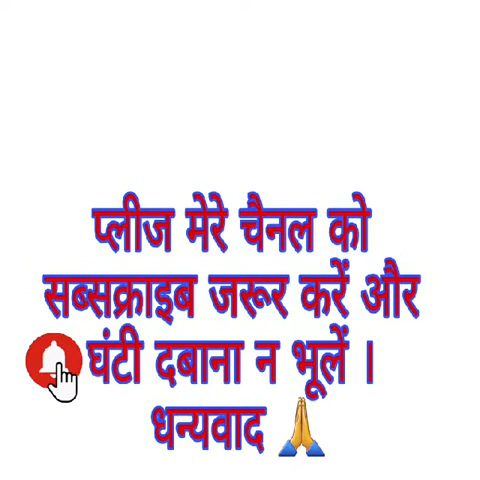 प्लीज मेरे चैनल को
सब्सक्राइब जरूर करें और
घंटी दबाना न भूलें ।
धन्यवाद 🙏